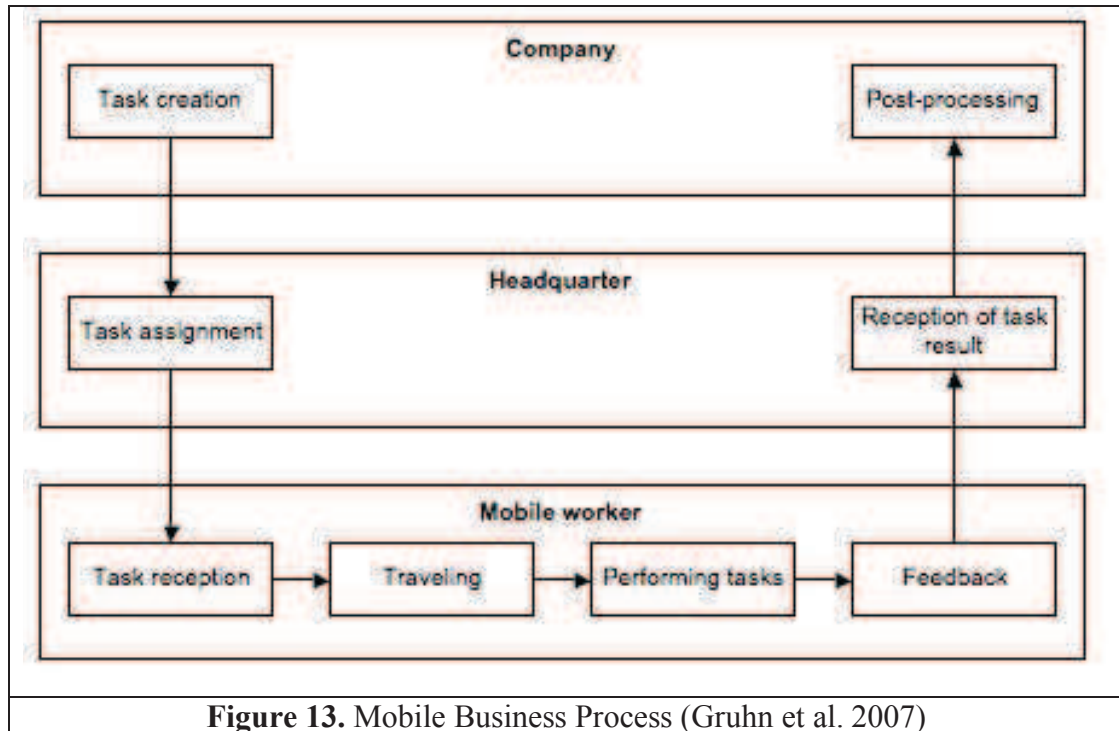 Company
Task creation
Post-processing
Headquarter
Task assignment
Reception of task
result
Mobile worker
Task reception
Traveling
Performing tasks
Feedback
Figure 13. Mobile Business Process (Gruhn et al. 2007)